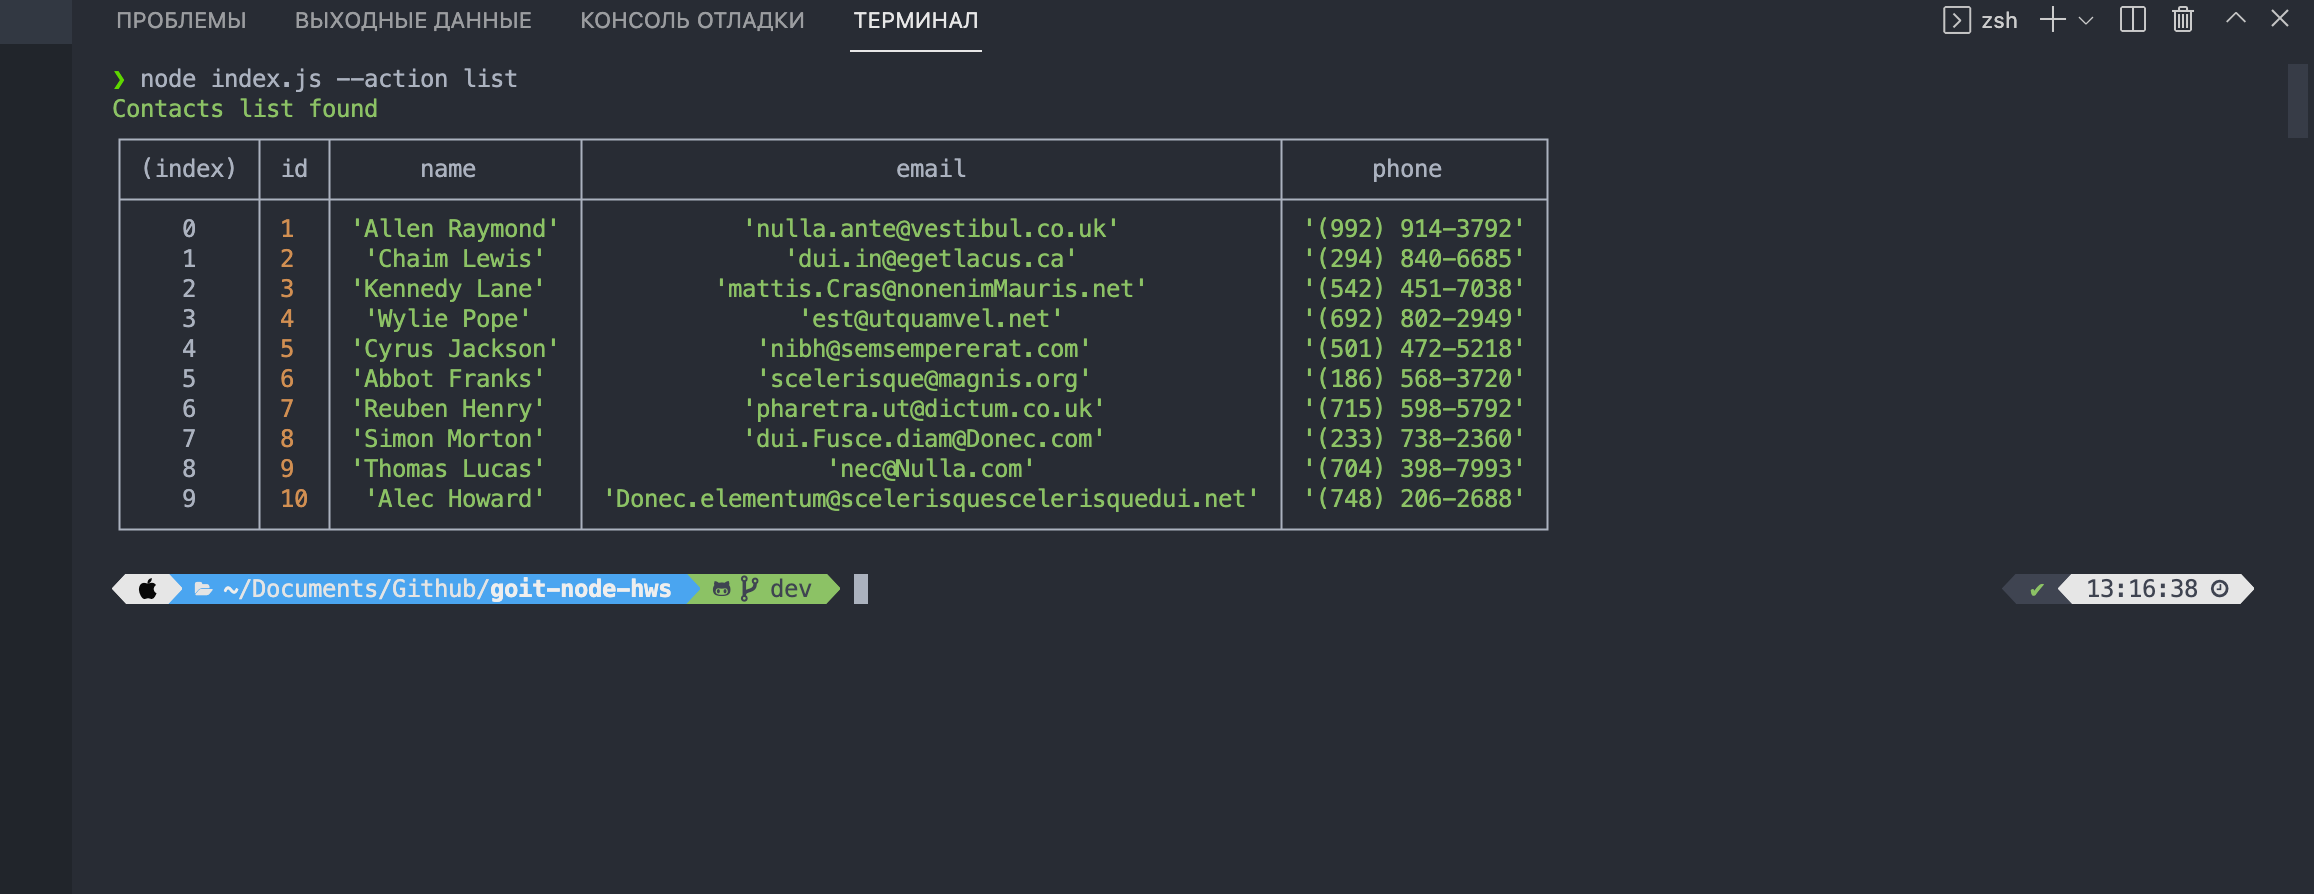 ПРОБЛЕМЫ ВЫХОДНЫЕ ДАННЫЕ КОНСОЛЬ ОТЛАДКИ ТЕРМИНАЛ zsh
❯ node index.js --action list
Contacts list found
(index) id name email phone
0 1 'Allen Raymond' 'nulla.ante@vestibul.co.uk' '(992) 914-3792'
1 2 'Chaim Lewis' 'dui.in@egetlacus.ca' '(294) 840-6685'
2 3 'Kennedy Lane' 'mattis.Cras@nonenimMauris.net' '(542) 451-7038'
3 4 'Wylie Pope' 'est@utquamvel.net' '(692) 802-2949'
4 5 'Cyrus Jackson' 'nibh@semsempererat.com' '(501) 472-5218'
5 6 'Abbot Franks' 'scelerisque@magnis.org' '(186) 568-3720'
6 7 'Reuben Henry' 'pharetra.ut@dictum.co.uk' '(715) 598-5792'
7 8 'Simon Morton' 'dui.Fusce.diam@Donec.com' '(233) 738-2360'
8 9 'Thomas Lucas' 'nec@Nulla.com' '(704) 398-7993'
9 10 'Alec Howard' 'Donec.elementum@scelerisquescelerisquedui.net' '(748) 206-2688'
~/Documents/Github/goit-node-hws dev ✔ 13:16:38